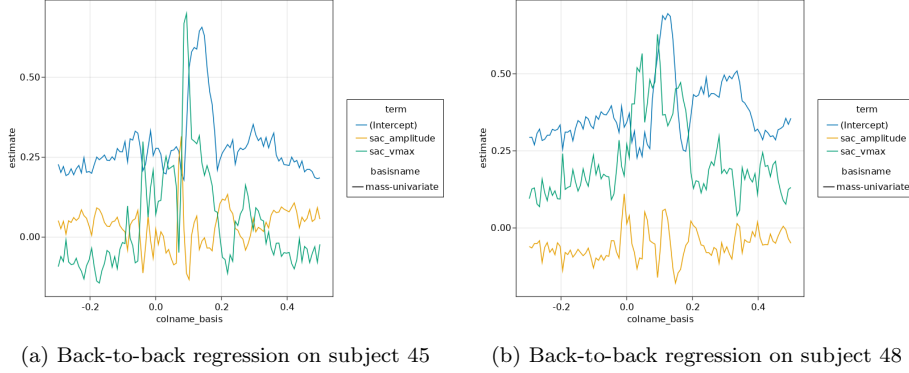 term
(Intercept)
sac_amplitude
sac_vmax
basisname
mass-univariate
estimate
0.50
0.25
0.00
-0.2
0.0
0.2
0.4
colname_basis
(a) Back-to-back regression on subject 45
term
(Intercept)
sac_amplitude
sac_vmax
basisname
mass-univariate
estimate
0.50
0.25
0.00
-0.2
0.0
0.2
0.4
colname_basis
(b) Back-to-back regression on subject 48